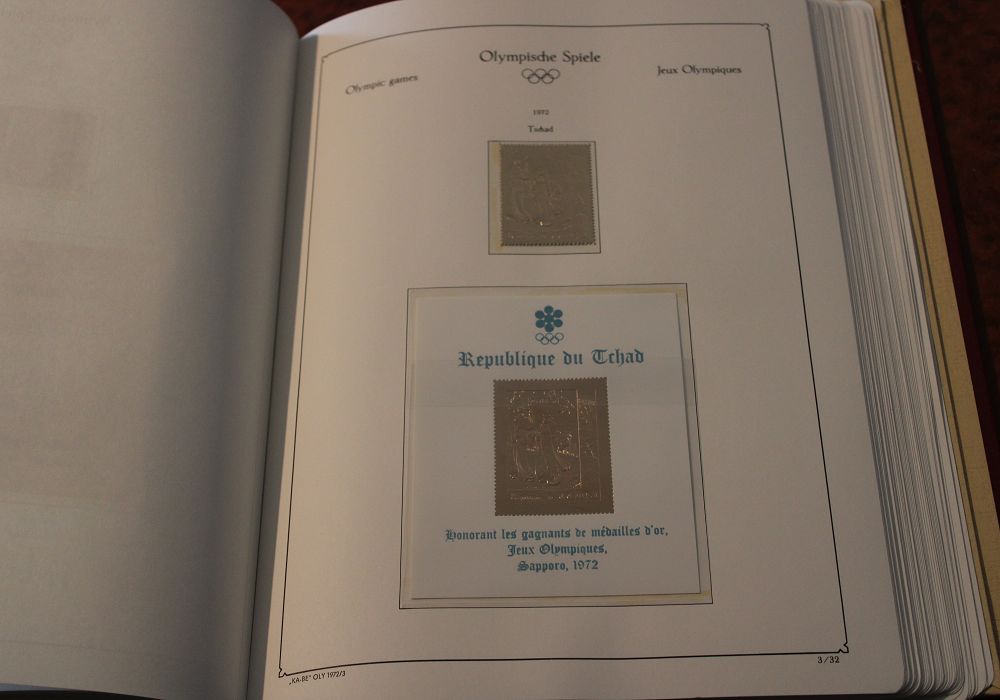 Olympische Spiele
Olympic games
Jeux Olympiques
1972
Tschad
Republique du Tchad
Honorant les gagnants de médailles d'or,
Jeux Olympiques,
Sapporo, 1972
„KA-BE" OLY 1972/3
3/32